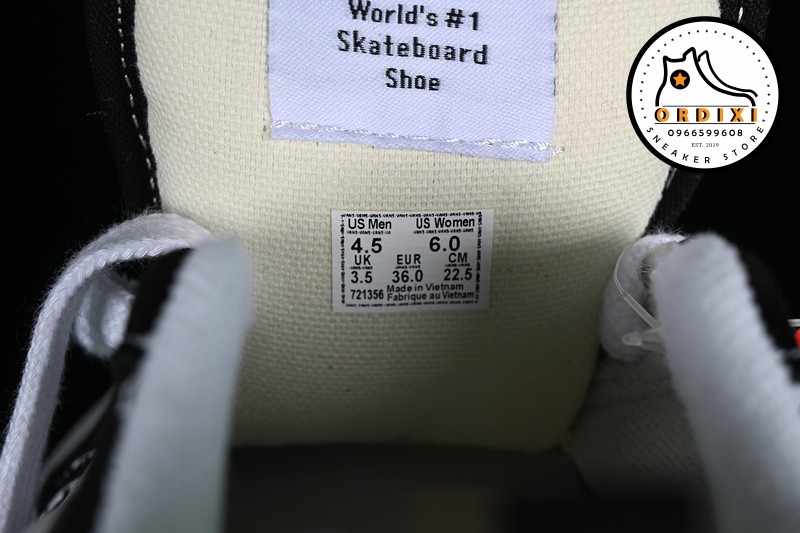 World's #1
Skateboard
Shoe
ORDIXI
0966599608
EST. 2019
SNEAKER STORE
US Men US Women
4.5 6.0
UK EUR CM
3.5 36.0 22.5
721356 Made in Vietnam
Fabrique au Vietnam